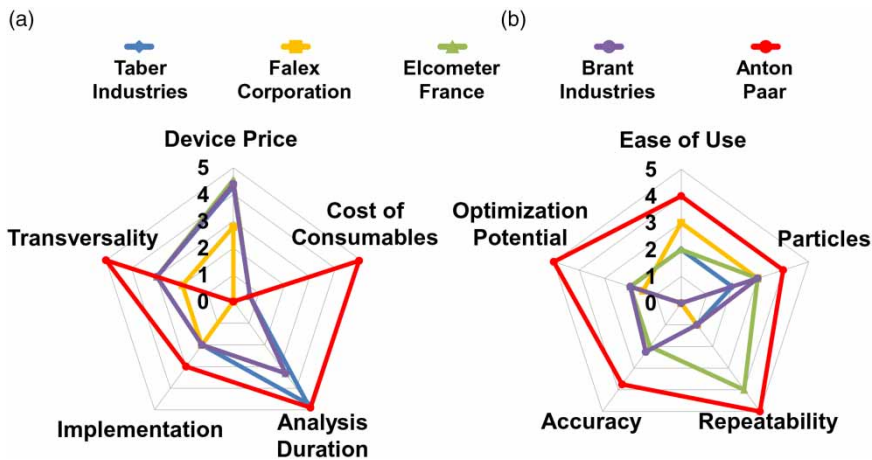 (a)
(b)
Taber
Industries
Falex
Corporation
Elcometer
France
Brant
Industries
Anton
Paar
Device Price
5
4
3
2
1
0
Cost of
Consumables
Transversality
Implementation
Analysis
Duration
Ease of Use
5
4
3
2
1
0
Optimization
Potential
Particles
Accuracy
Repeatability